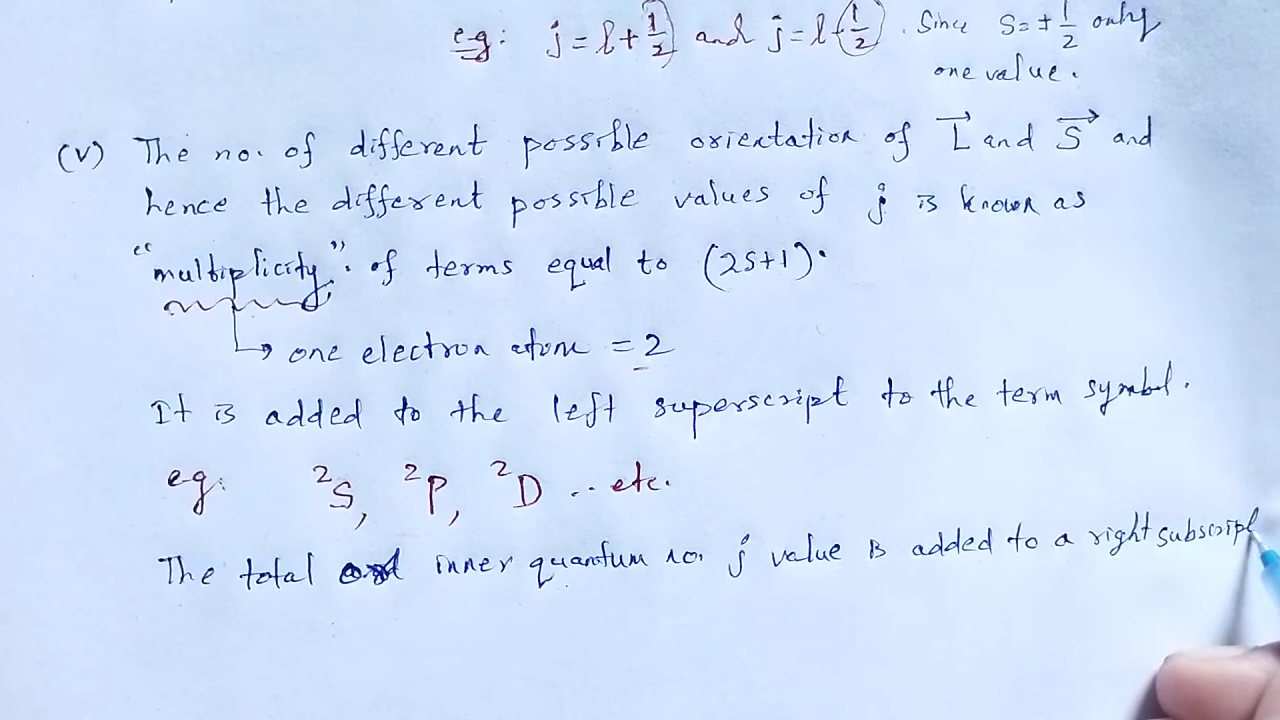 eg: j = l + 1/2 and j = l - 1/2. Since S = ± 1/2 only
one value.
(V) The no. of different possible orientation of L⃗ and S⃗ and
hence the different possible values of j is known as
"multiplicity" of terms equal to (2S+1).
↳ one electron atom = 2
It is added to the left superscript to the term symbol.
eg: ²S, ²P, ²D ... etc.
The total inner quantum no. j value is added to a right subscript